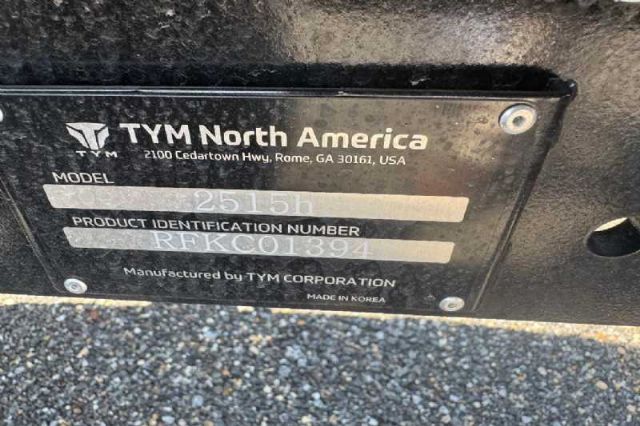 TYM North America
TYM
2100 Cedartown Hwy, Rome, GA 30161, USA
MODEL
2515h
PRODUCT IDENTIFICATION NUMBER
RFKC01394
Manufactured by TYM CORPORATION
MADE IN KOREA